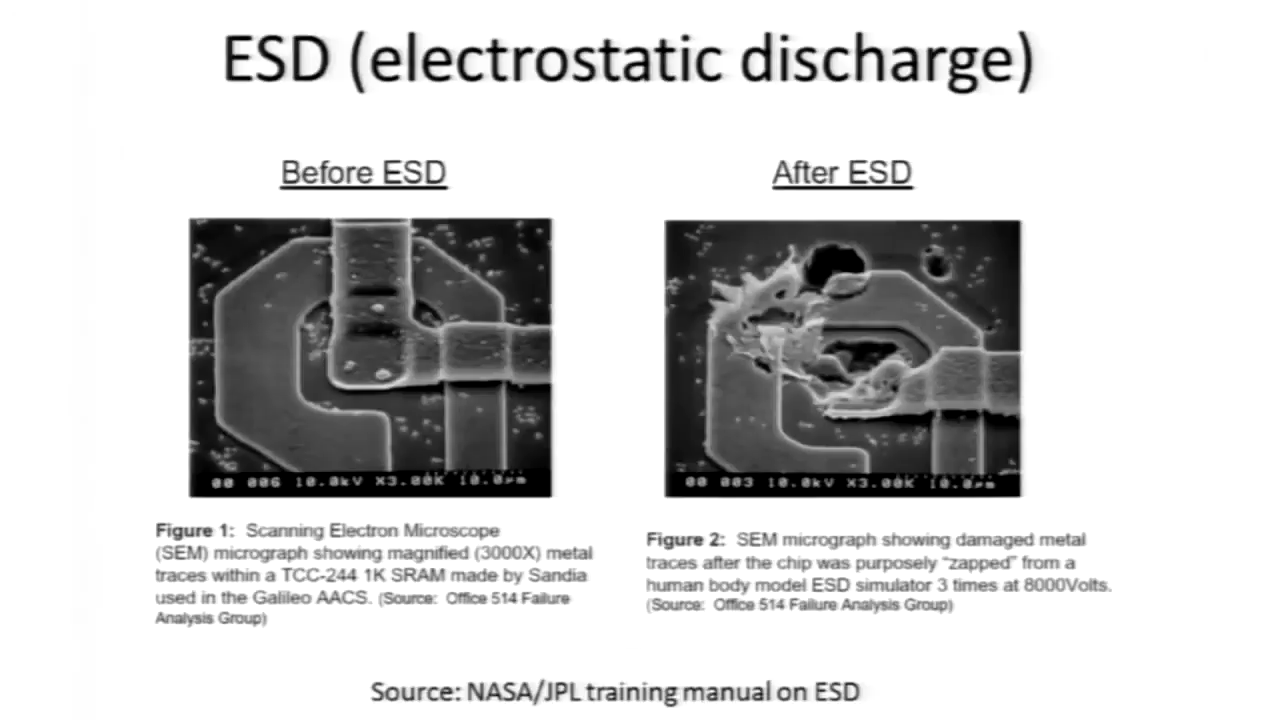 ESD (electrostatic discharge)
Before ESD
After ESD
00 006 10.0kV X3.00K 10.0µm
00 003 10.0kV X3.00K 10.0µm
Figure 1: Scanning Electron Microscope
(SEM) micrograph showing magnified (3000X) metal
traces within a TCC-244 1K SRAM made by Sandia
used in the Galileo AACS. (Source: Office 514 Failure
Analysis Group)
Figure 2: SEM micrograph showing damaged metal
traces after the chip was purposely “zapped” from a
human body model ESD simulator 3 times at 8000Volts.
(Source: Office 514 Failure Analysis Group)
Source: NASA/JPL training manual on ESD